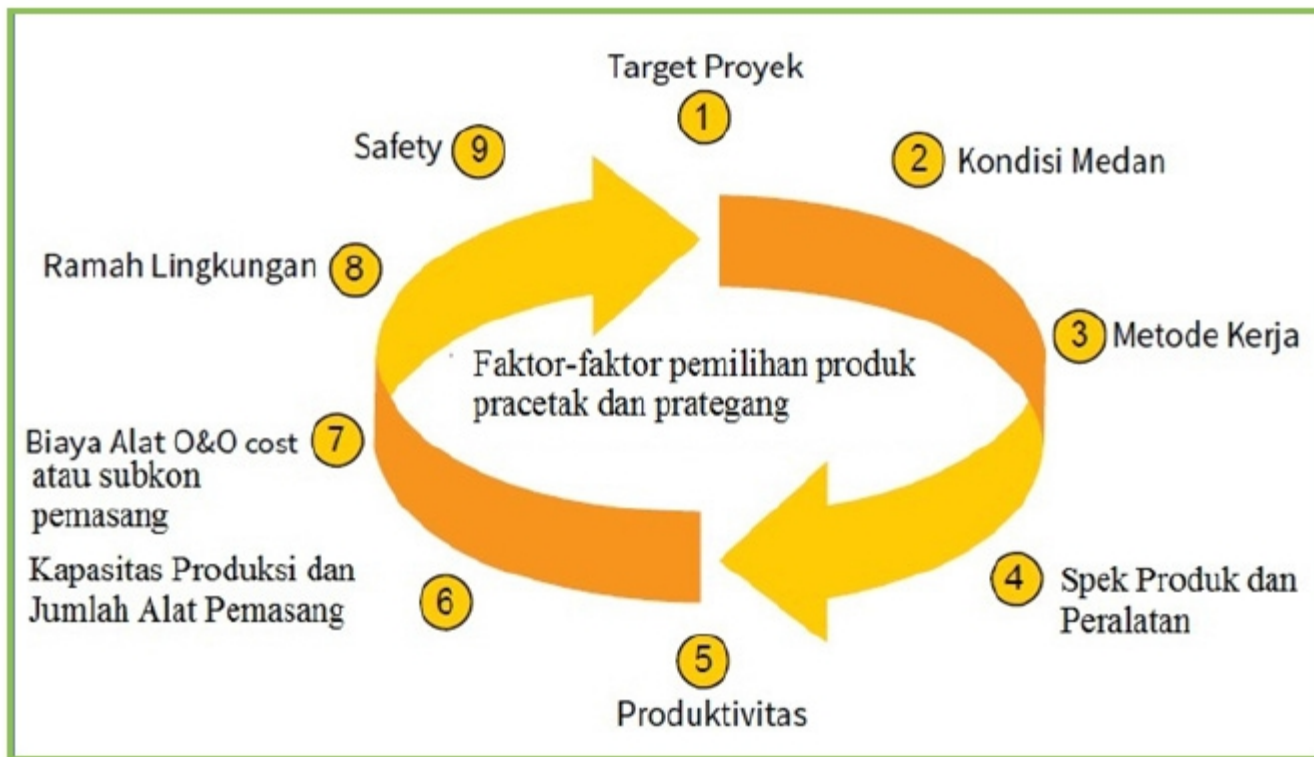 Target Proyek
1
2 Kondisi Medan
3 Metode Kerja
4 Spek Produk dan
Peralatan
5
Produktivitas
6
Kapasitas Produksi dan
Jumlah Alat Pemasang
Biaya Alat O&O cost 7
atau subkon
pemasang
Ramah Lingkungan 8
Safety 9
Faktor-faktor pemilihan produk
pracetak dan prategang